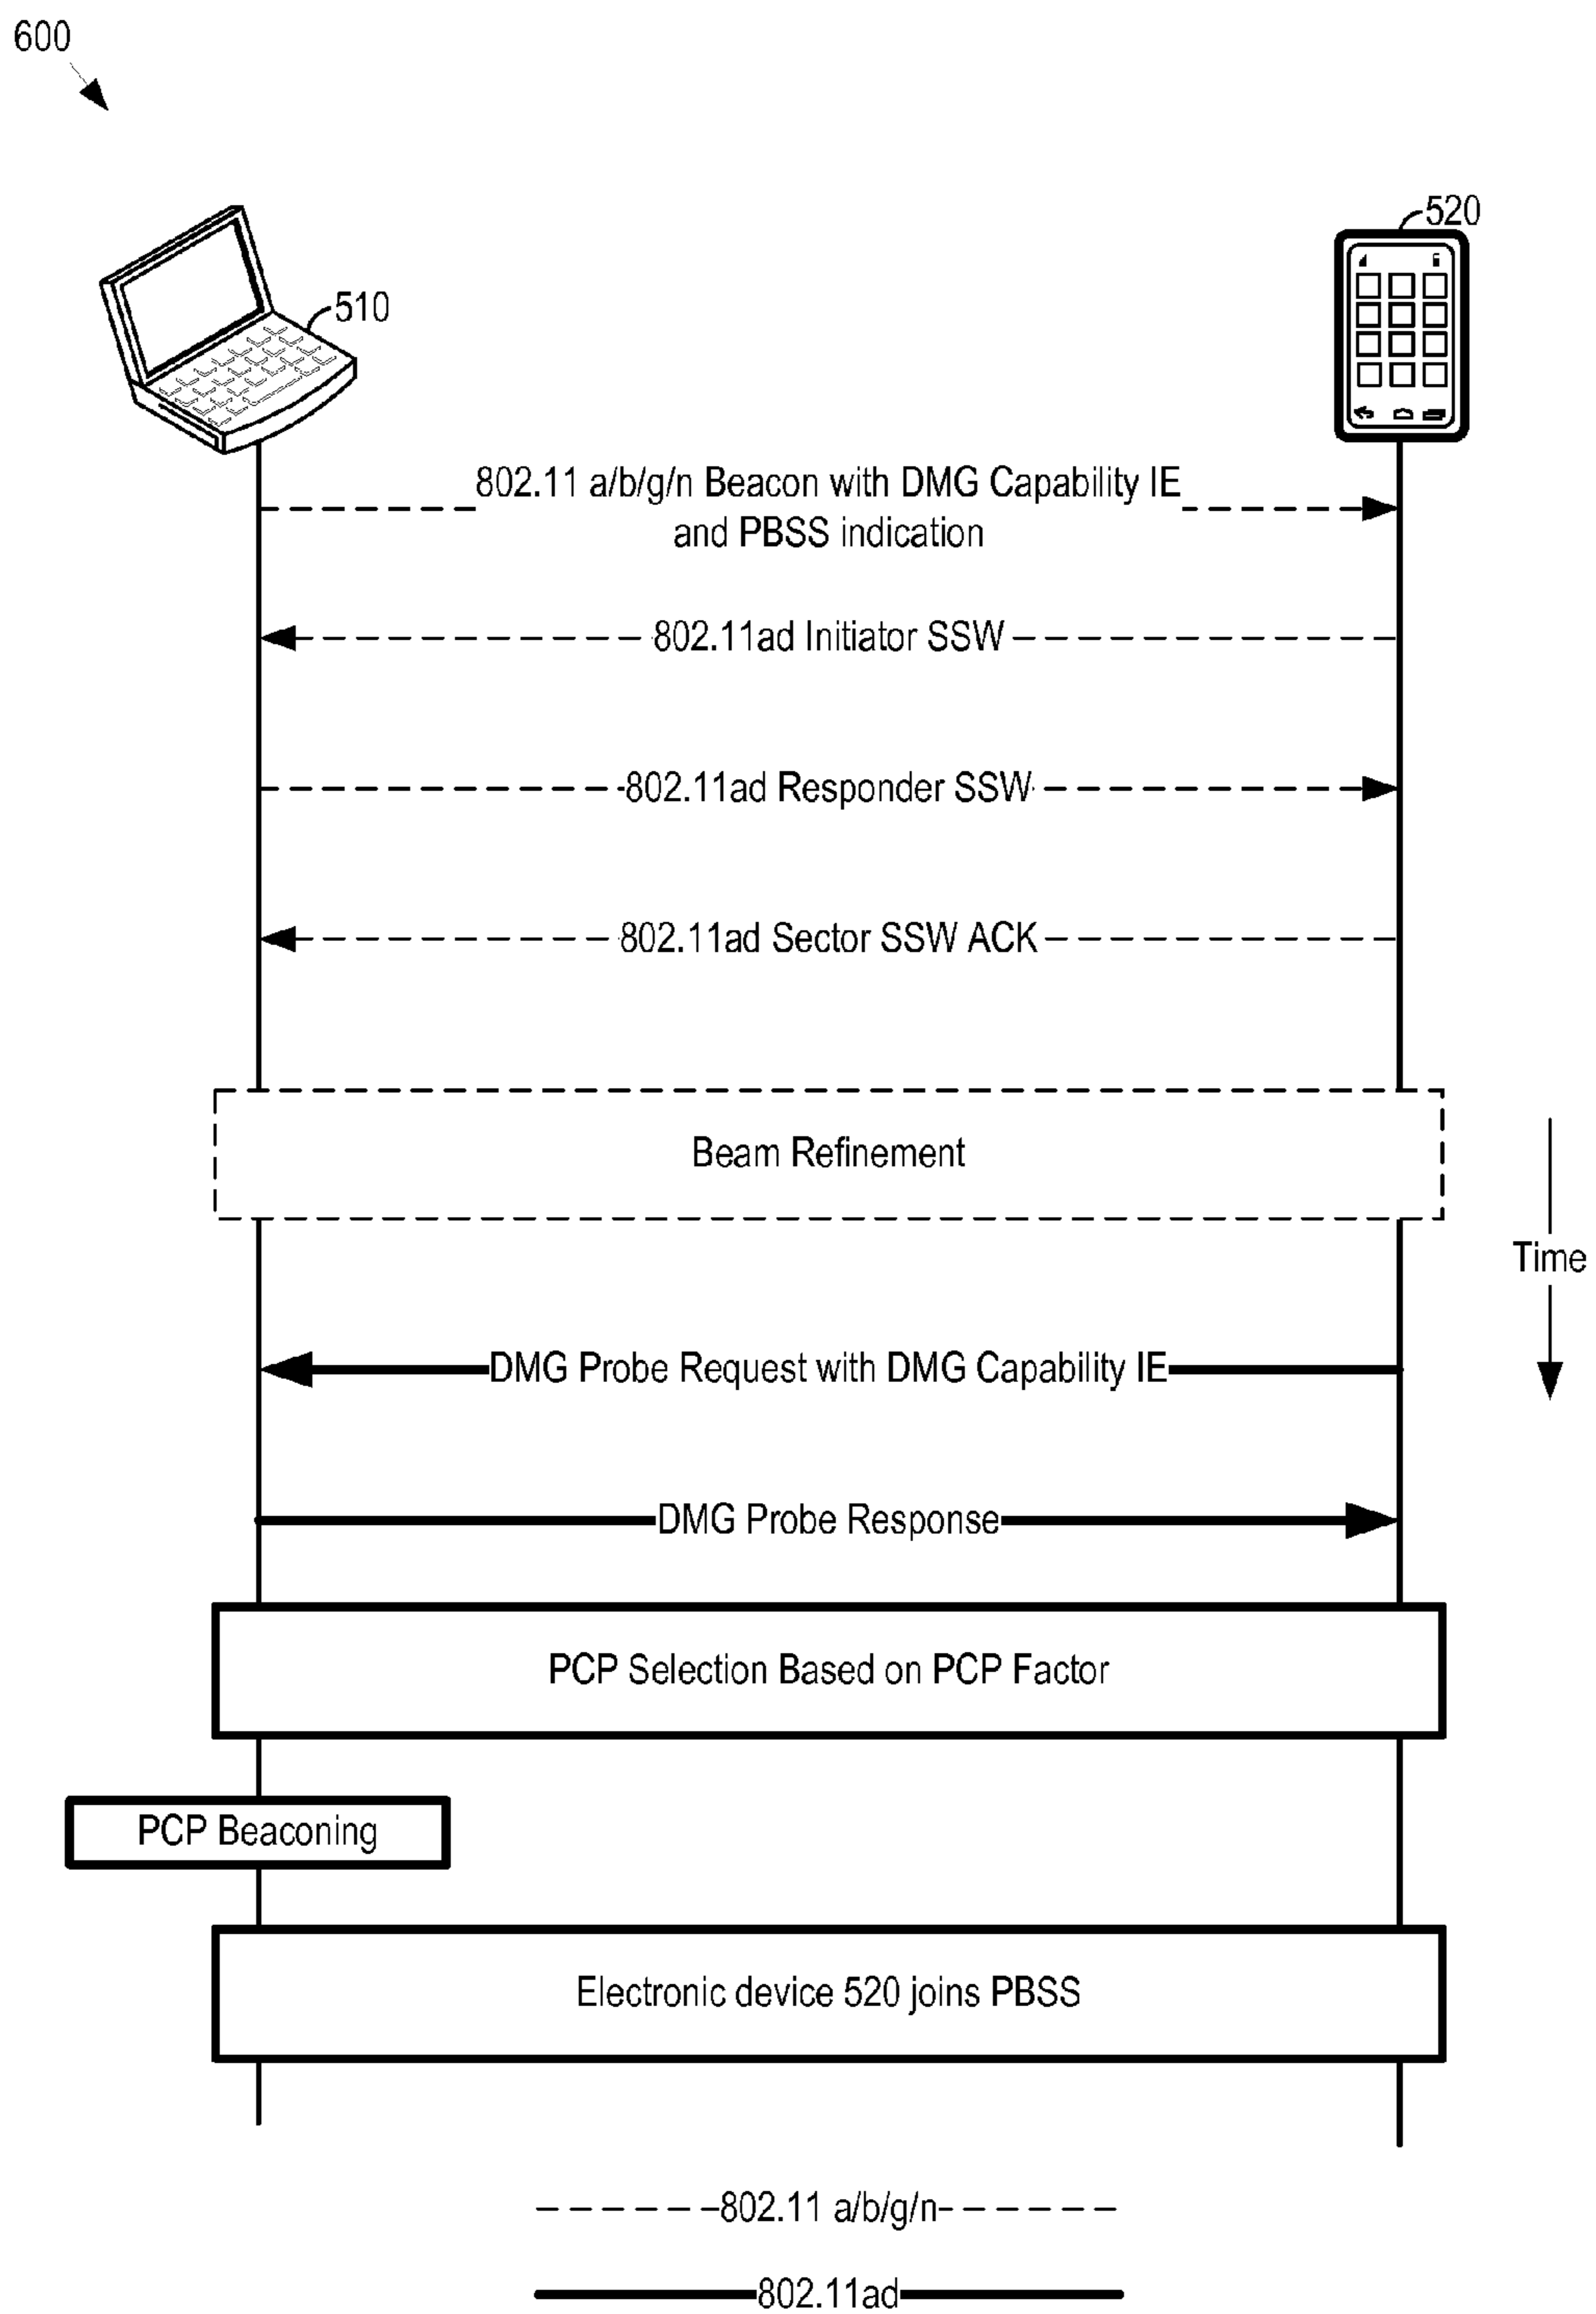 600
520
510
802.11 a/b/g/n Beacon with DMG Capability IE
and PBSS indication
802.11ad Initiator SSW
802.11ad Responder SSW
802.11ad Sector SSW ACK
Beam Refinement
Time
DMG Probe Request with DMG Capability IE
DMG Probe Response
PCP Selection Based on PCP Factor
PCP Beaconing
Electronic device 520 joins PBSS
802.11 a/b/g/n
802.11ad